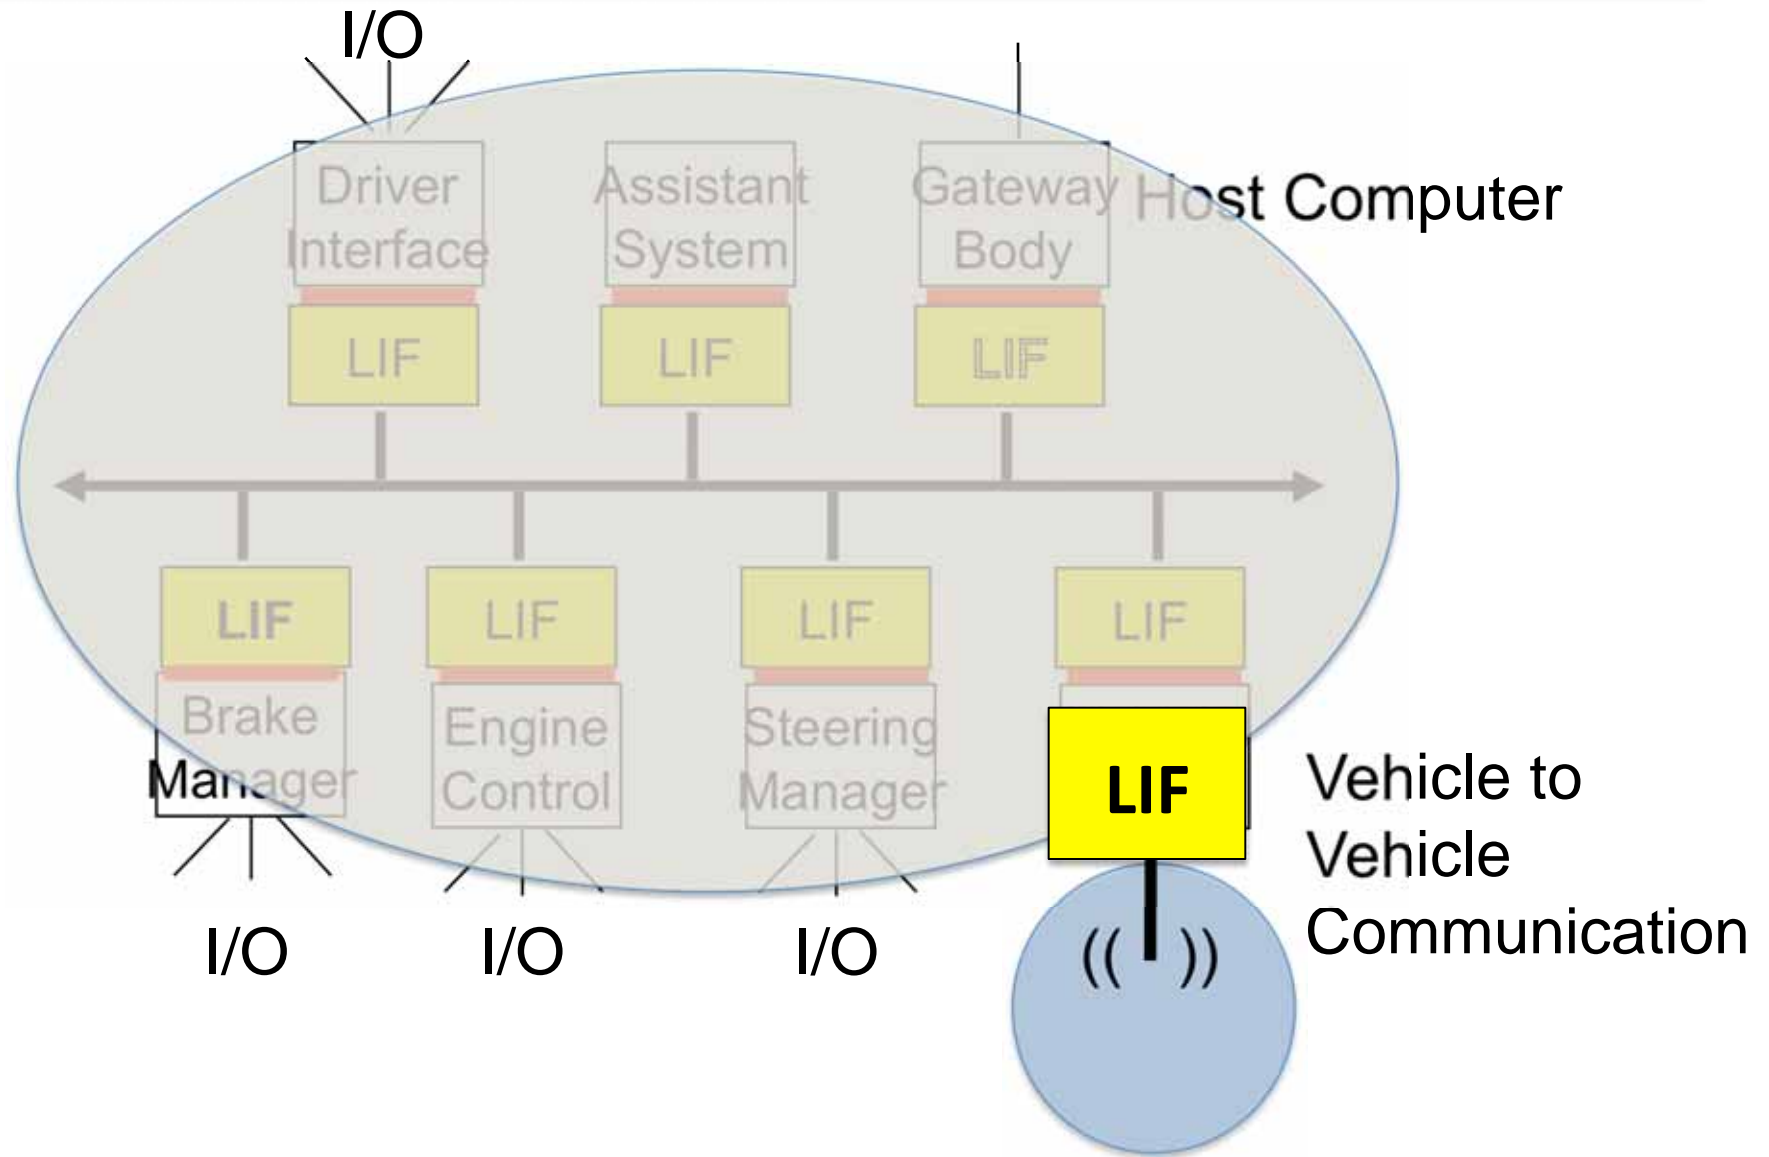 I/O
Driver
Interface
Assistant
System
Gateway
Body
Host Computer
LIF
LIF
LIF
LIF
LIF
LIF
LIF
Brake
Manager
Engine
Control
Steering
Manager
LIF
Vehicle to
Vehicle
Communication
I/O
I/O
I/O
(( ))